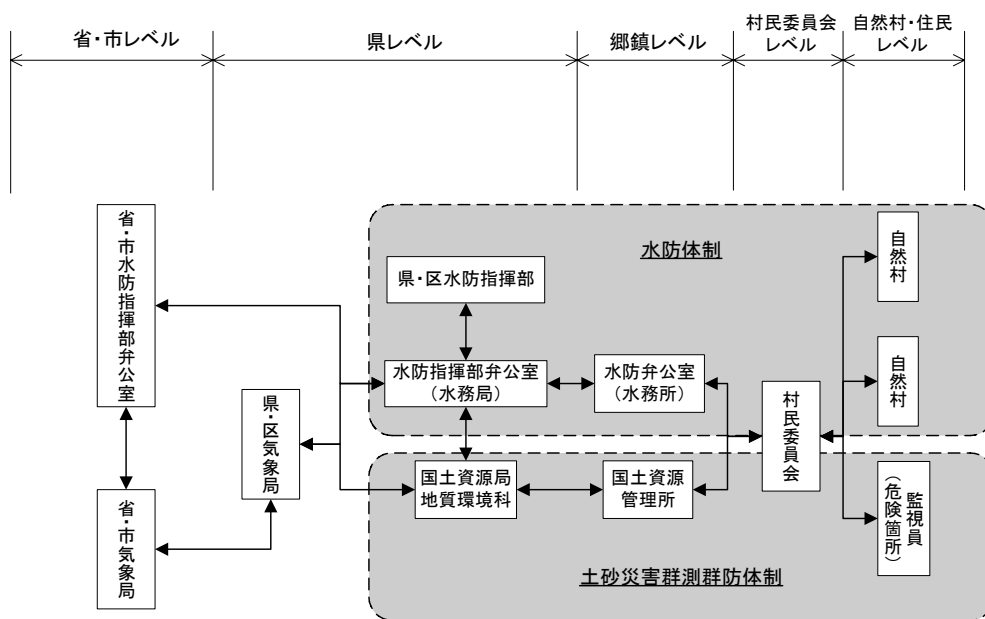 省・市レベル
県レベル
郷鎮レベル
村民委員会
レベル
自然村・住民
レベル
水防体制
省・市水防指揮部弁公室
県・区水防指揮部
自然村
水防指揮部弁公室
（水務局）
水防弁公室
（水務所）
自然村
県・区気象局
村民委員会
国土資源局
地質環境科
国土資源
管理所
監視員
（危険箇所）
省・市気象局
土砂災害群測群防体制